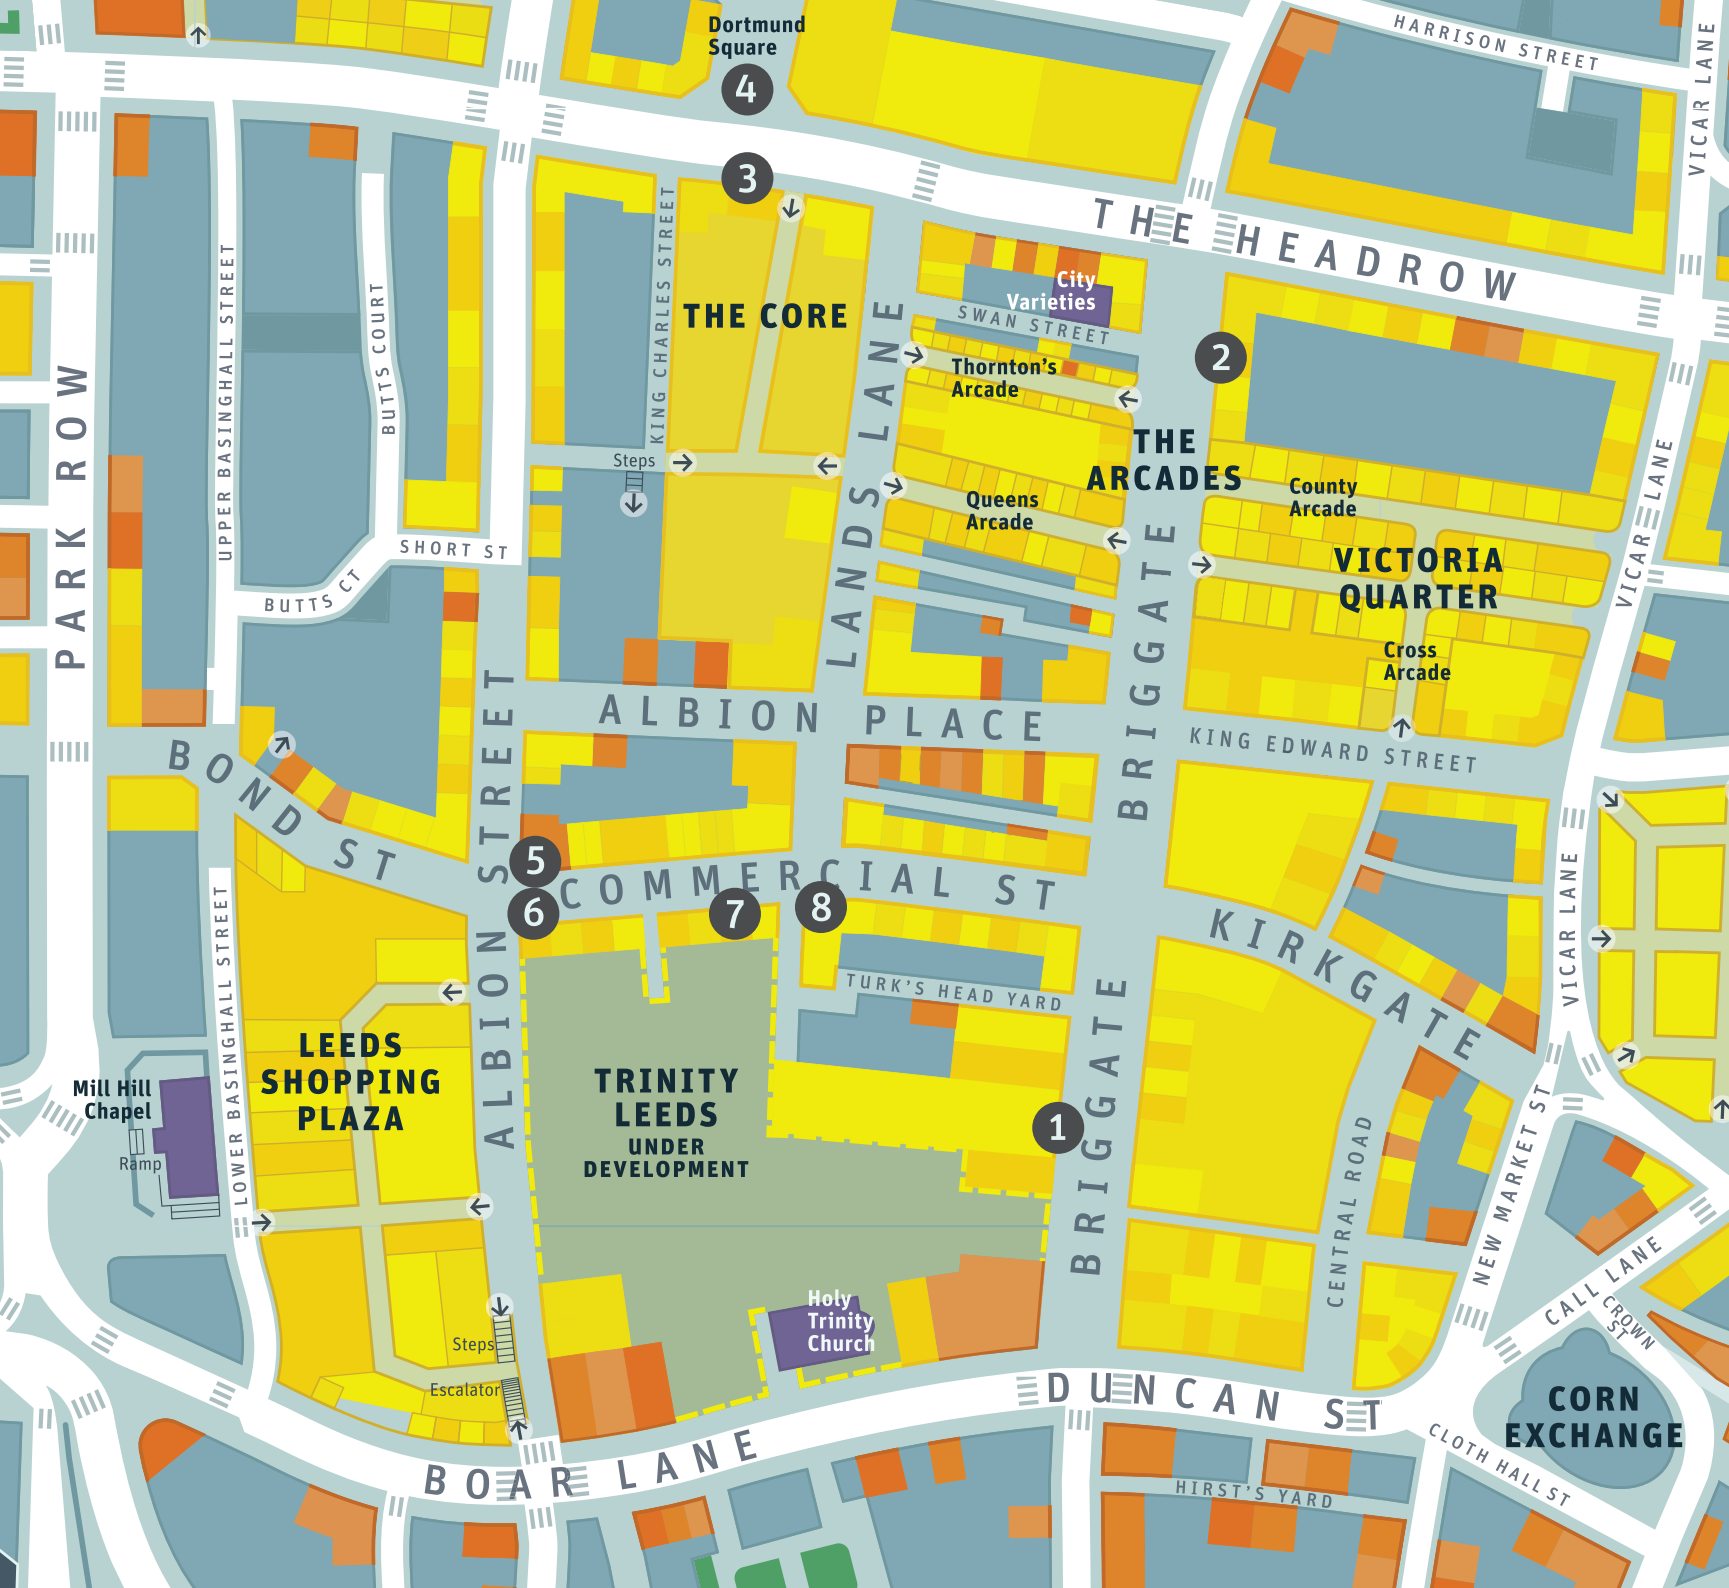 Dortmund
Square
4
3
HARRISON STREET
VICAR LANE
THE HEADROW
City
Varieties
SWAN STREET
THE CORE
KING CHARLES STREET
UPPER BASINGHALL STREET
BUTTS COURT
PARK ROW
LANDS LANE
Thornton's
Arcade
2
THE
ARCADES
Steps
Queens
Arcade
County
Arcade
VICTORIA
QUARTER
Cross
Arcade
VICAR LANE
SHORT ST
BUTTS CT
BRIGGATE
ALBION PLACE
KING EDWARD STREET
BOND ST
ALBION STREET
5
COMMERCIAL ST
6
7
8
KIRKGATE
VICAR LANE
TURK'S HEAD YARD
LOWER BASINGHALL STREET
LEEDS
SHOPPING
PLAZA
ALBION
TRINITY
LEEDS
UNDER
DEVELOPMENT
Mill Hill
Chapel
Ramp
1
BRIGGATE
CENTRAL ROAD
NEW MARKET ST
CALL LANE
CROWN
ST
Holy
Trinity
Church
Steps
Escalator
DUNCAN ST
CORN
EXCHANGE
CLOTH HALL ST
BOAR LANE
HIRST'S YARD